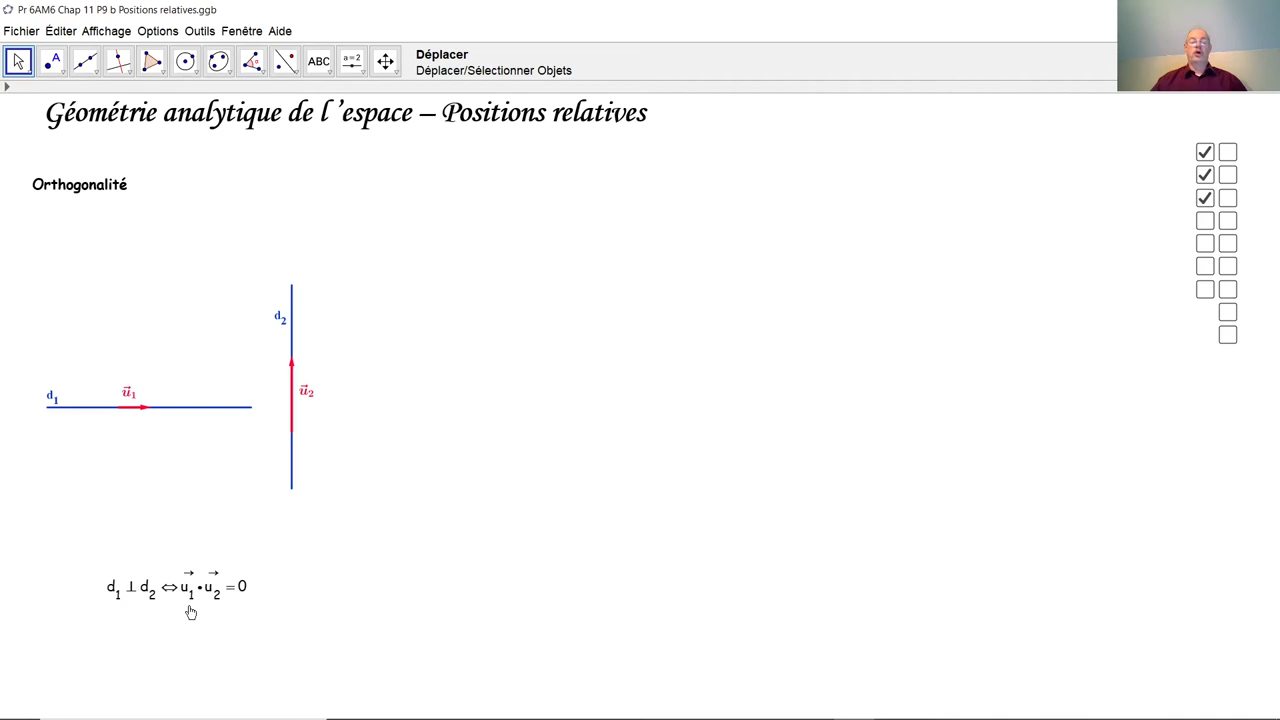 Pr 6AM6 Chap 11 P9 b Positions relatives.ggb
Fichier Éditer Affichage Options Outils Fenêtre Aide
A
ABC
a=2
Déplacer
Déplacer/Sélectionner Objets
Géométrie analytique de l ’espace – Positions relatives
Orthogonalité
d₂
u⃗₂
d₁
u⃗₁
d₁ ⊥ d₂ ⇔ u⃗₁ • u⃗₂ = 0